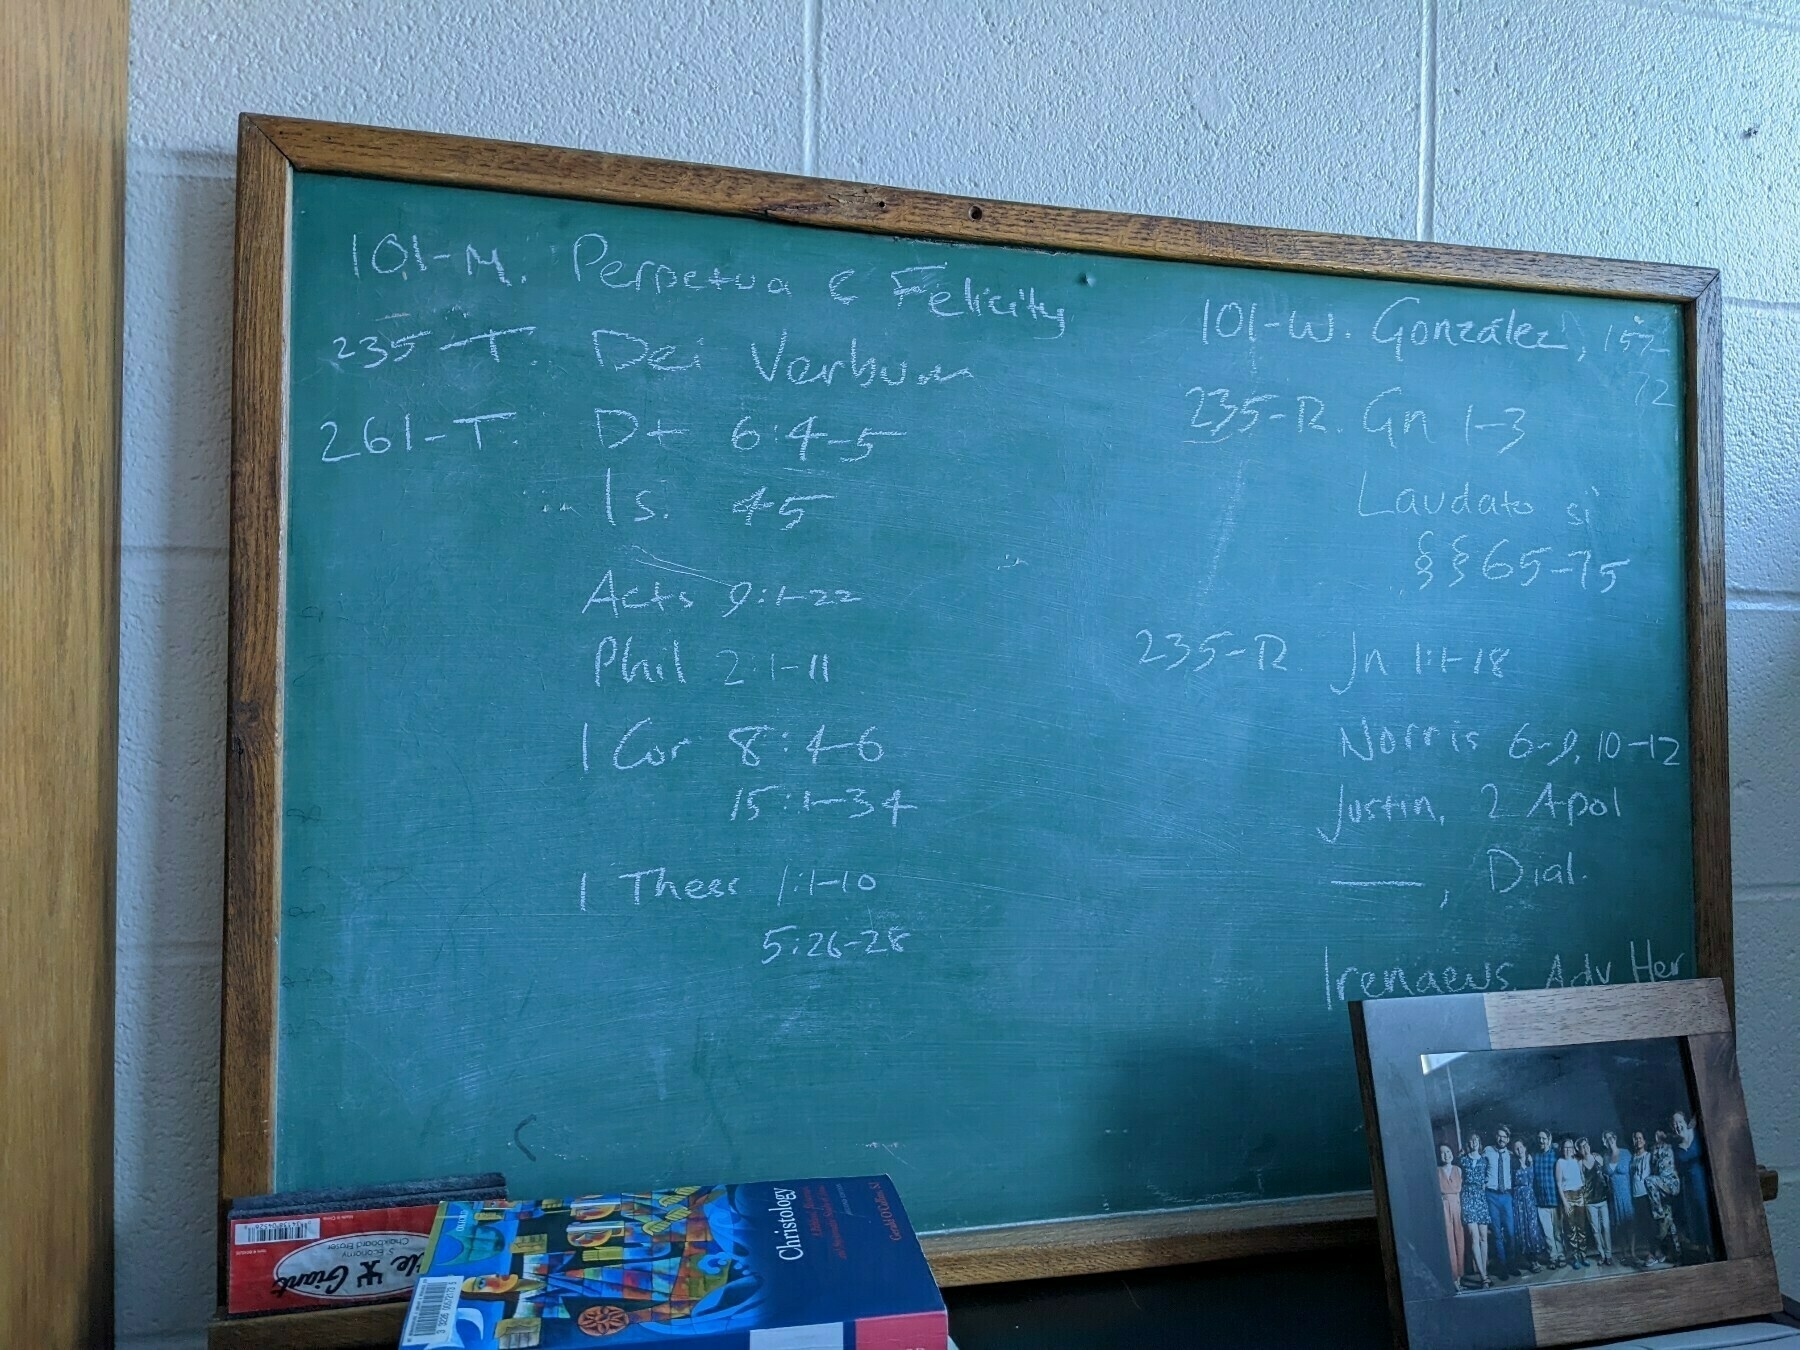 101-M. Perpetua & Felicity
235-T. Dei Verbum
261-T. Dt 6:4-5
Is. 45
Acts 9:1-22
Phil 2:1-11
1 Cor 8:4-6
15:1-34
1 Thess 1:1-10
5:26-28
101-W. González, 157-
72
235-R. Gn 1-3
Laudato si
§§65-75
235-R Jn 1:1-18
Norris 6-9, 10-12
Justin, 2 Apol
—, Dial.
Irenaeus, Adv Her
Economy
Chalkboard Eraser
Giant
Christology
Gerald O'Collins, SJ